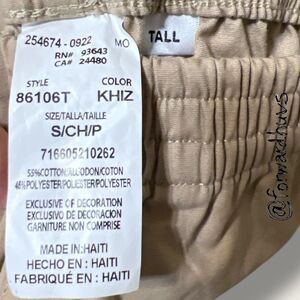 254674-0922 MO
RN# 93643
CA# 24480
STYLE COLOR
86106T KHIZ
SIZE/TALLA/TAILLE
S/CH/P
716605210262
55%COTTON/ALGODON/COTON
45%POLYESTER/POLIESTER/POLYESTER
EXCLUSIVE OF DECORATION
EXCLUSIVO DE DECORACION
GARNITURE NON COMPRISE
MADE IN: HAITI
HECHO EN : HAITI
FABRIQUÉ EN : HAITI
TALL
@forwardhuvs